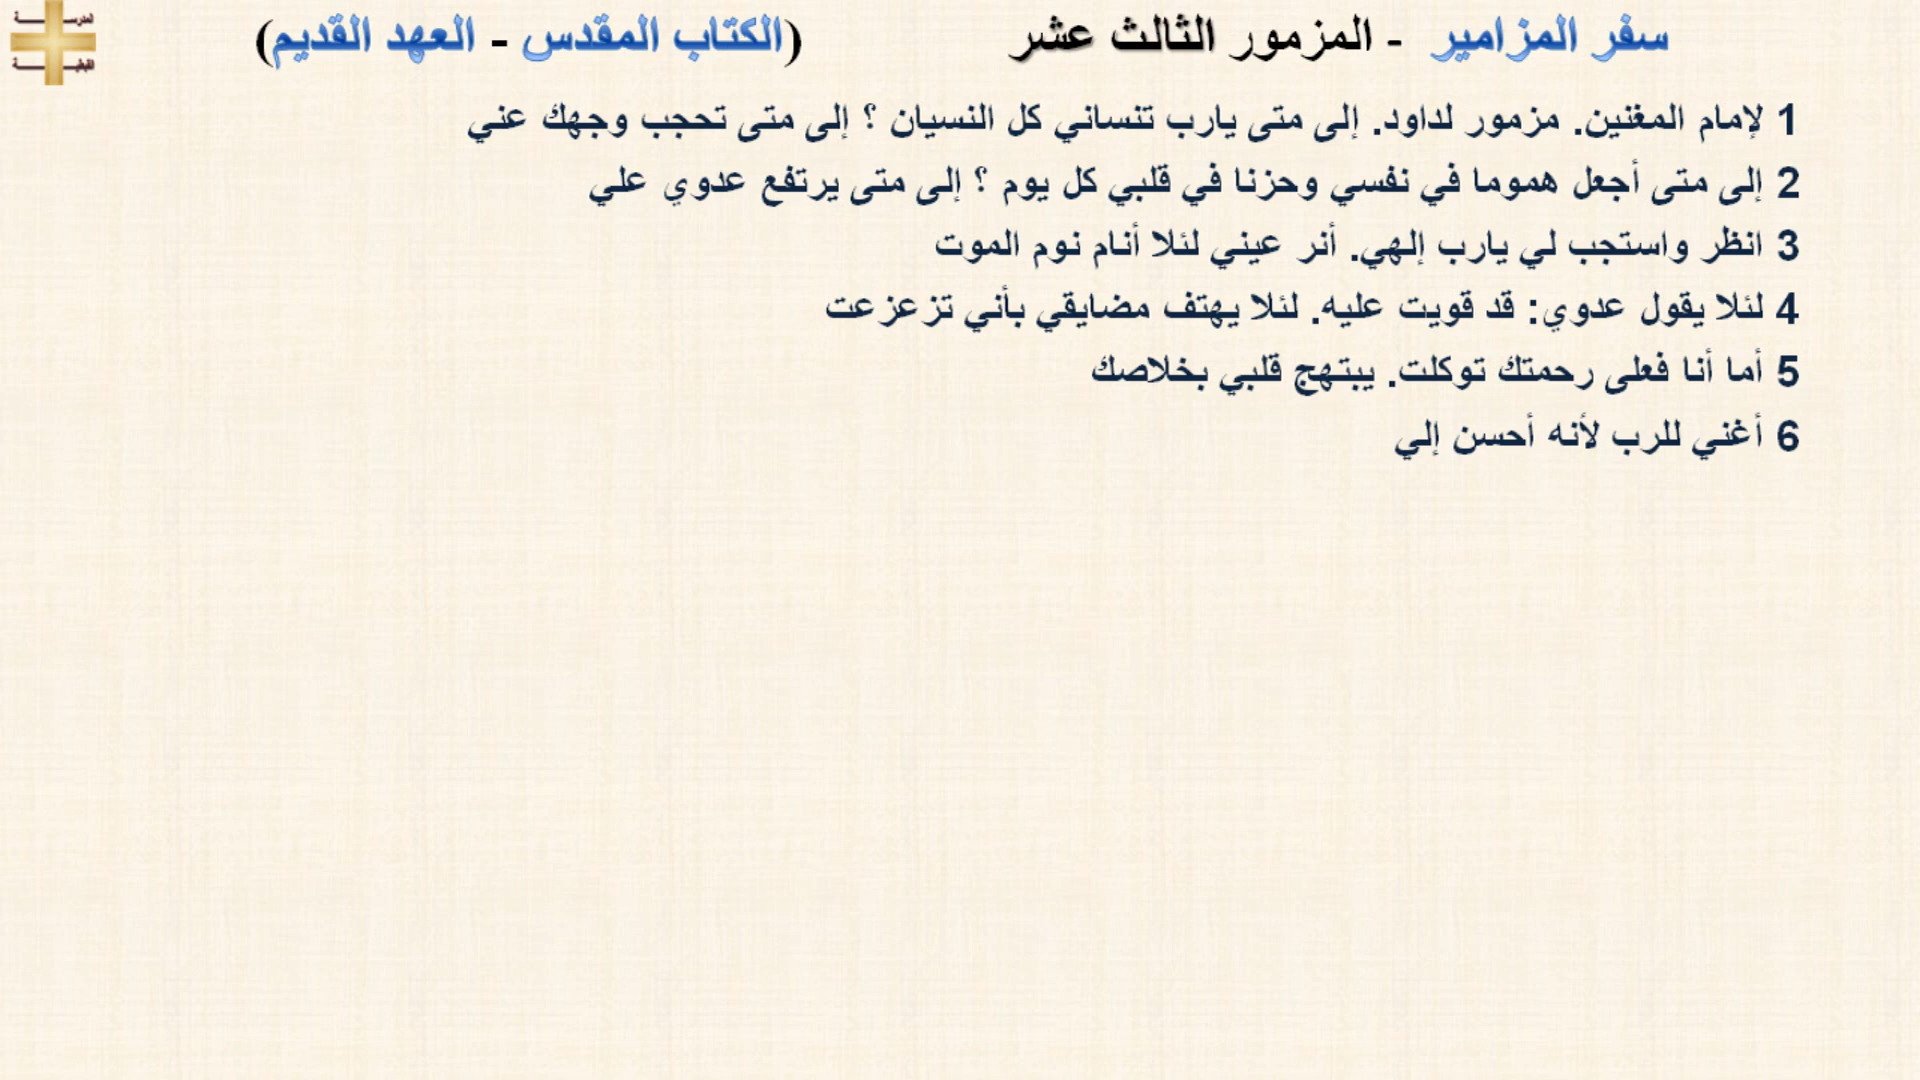 سفر المزامير - المزمور الثالث عشر (الكتاب المقدس - العهد القديم)
1 لإمام المغنين. مزمور لداود. إلى متى يارب تنساني كل النسيان ؟ إلى متى تحجب وجهك عني
2 إلى متى أجعل هموما في نفسي وحزنا في قلبي كل يوم ؟ إلى متى يرتفع عدوي علي
3 انظر واستجب لي يارب إلهي. أنر عيني لئلا أنام نوم الموت
4 لئلا يقول عدوي: قد قويت عليه. لئلا يهتف مضايقي بأني تزعزعت
5 أما أنا فعلى رحمتك توكلت. يبتهج قلبي بخلاصك
6 أغني للرب لأنه أحسن إلي